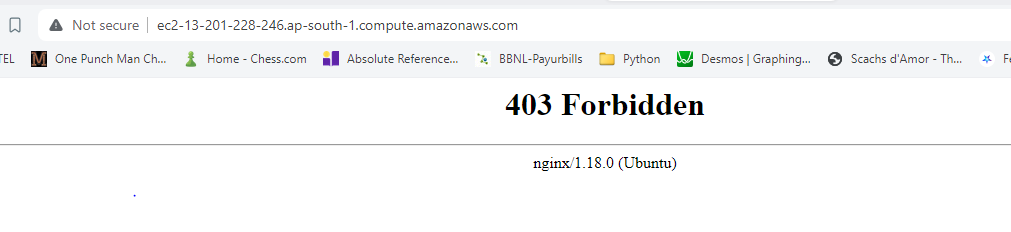 Not secure ec2-13-201-228-246.ap-south-1.compute.amazonaws.com
TEL One Punch Man Ch... Home - Chess.com Absolute Reference... BBNL-Payurbills Python Desmos | Graphing... Scachs d'Amor - Th...
403 Forbidden
nginx/1.18.0 (Ubuntu)